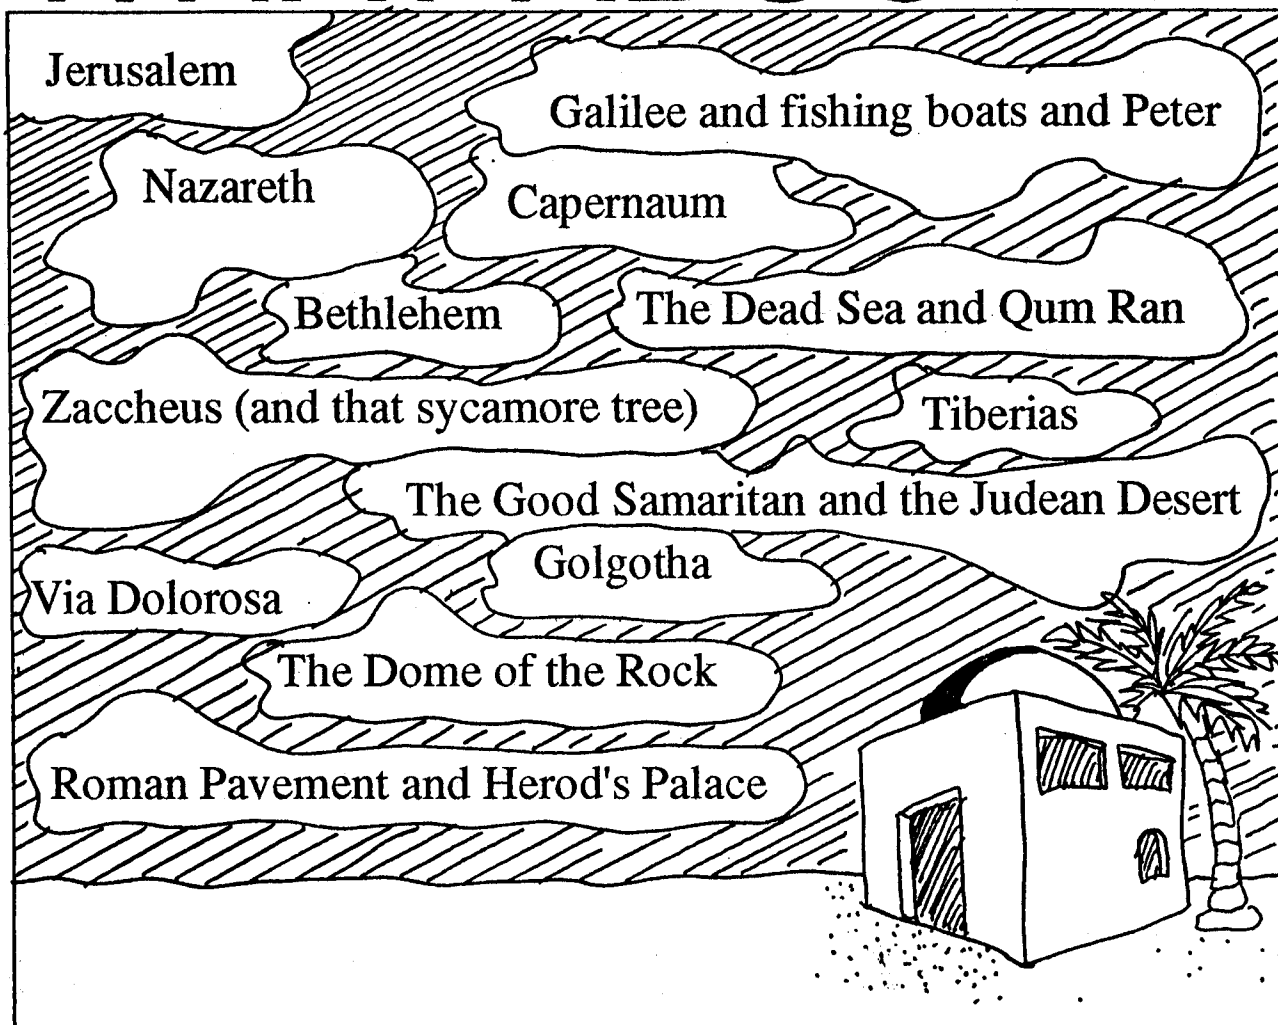 Jerusalem
Galilee and fishing boats and Peter
Nazareth
Capernaum
Bethlehem
The Dead Sea and Qum Ran
Zaccheus (and that sycamore tree)
Tiberias
The Good Samaritan and the Judean Desert
Golgotha
Via Dolorosa
The Dome of the Rock
Roman Pavement and Herod's Palace